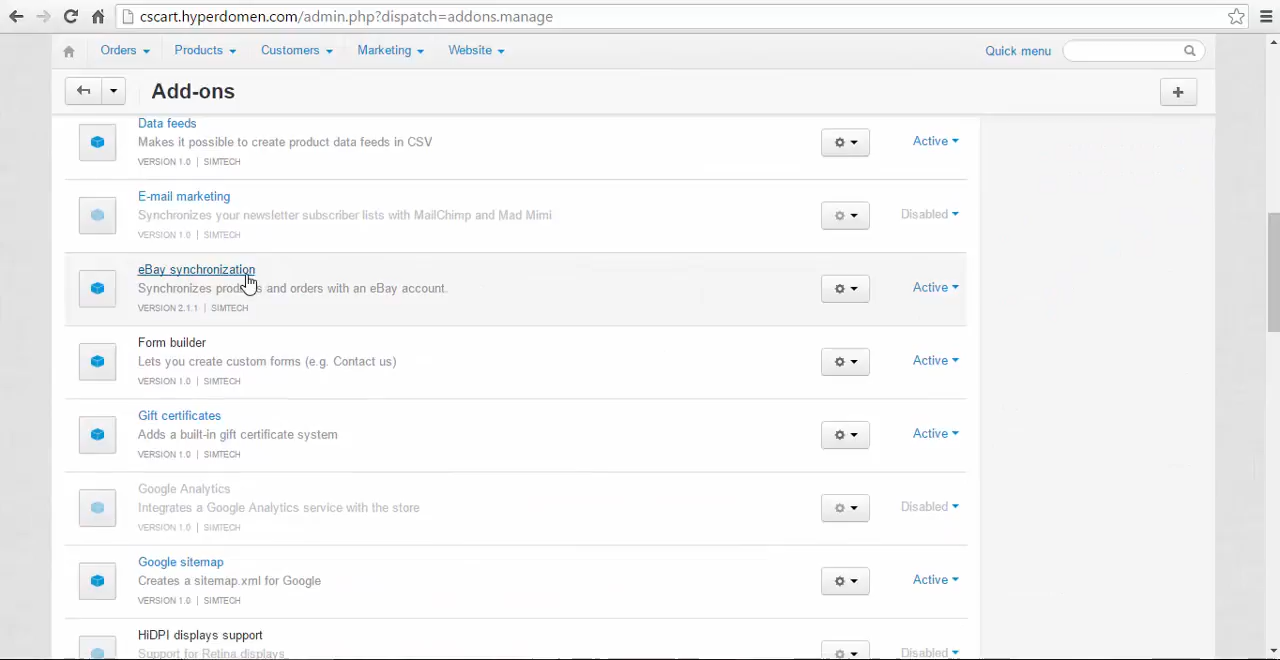 cscart.hyperdomen.com/admin.php?dispatch=addons.manage
Orders Products Customers Marketing Website Quick menu
Add-ons +
Data feeds
Makes it possible to create product data feeds in CSV Active
VERSION 1.0 | SIMTECH
E-mail marketing
Synchronizes your newsletter subscriber lists with MailChimp and Mad Mimi Disabled
VERSION 1.0 | SIMTECH
eBay synchronization
Synchronizes products and orders with an eBay account. Active
VERSION 2.1.1 | SIMTECH
Form builder
Lets you create custom forms (e.g. Contact us) Active
VERSION 1.0 | SIMTECH
Gift certificates
Adds a built-in gift certificate system Active
VERSION 1.0 | SIMTECH
Google Analytics
Integrates a Google Analytics service with the store Disabled
VERSION 1.0 | SIMTECH
Google sitemap
Creates a sitemap.xml for Google Active
VERSION 1.0 | SIMTECH
HiDPI displays support
Support for Retina displays Disabled